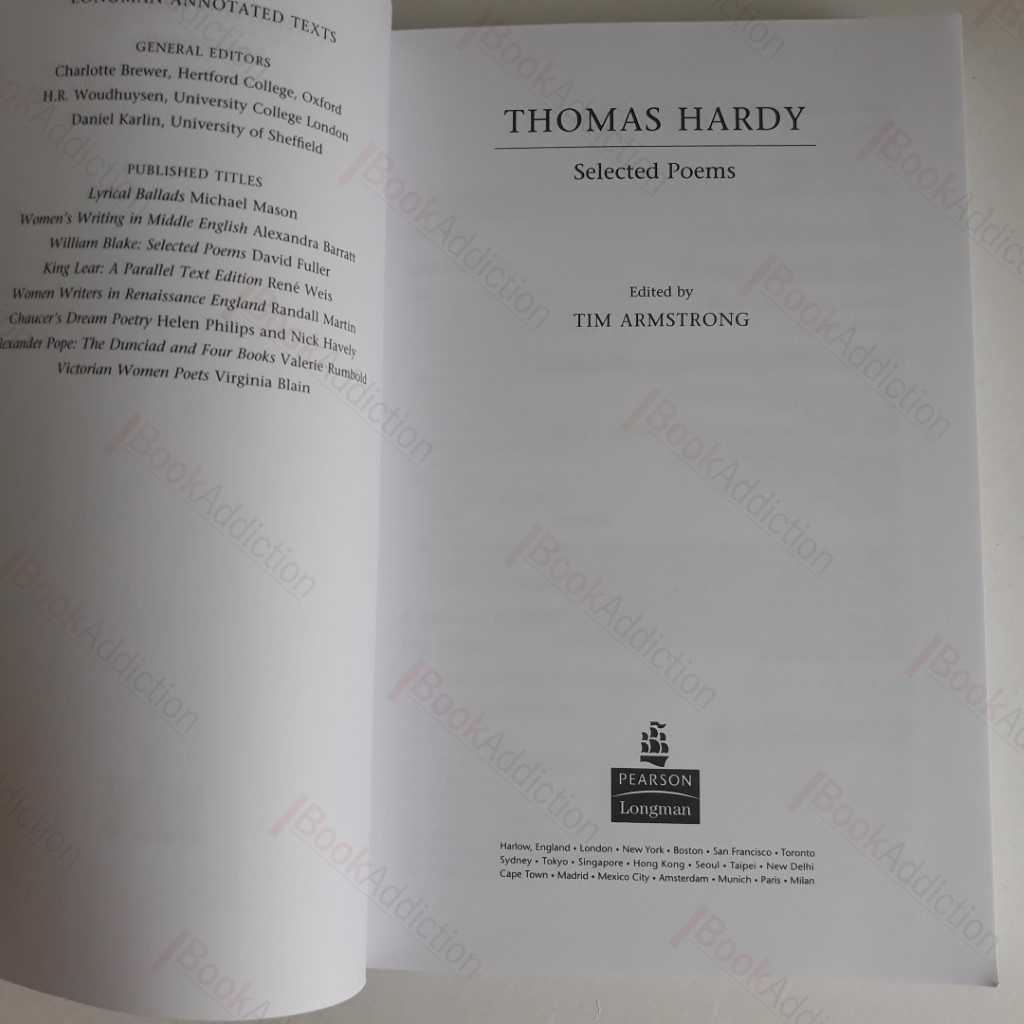 LONGMAN ANNOTATED TEXTS
GENERAL EDITORS
Charlotte Brewer, Hertford College, Oxford
H.R. Woudhuysen, University College London
Daniel Karlin, University of Sheffield
PUBLISHED TITLES
Lyrical Ballads Michael Mason
Women's Writing in Middle English Alexandra Barratt
William Blake: Selected Poems David Fuller
King Lear: A Parallel Text Edition René Weis
Women Writers in Renaissance England Randall Martin
Chaucer's Dream Poetry Helen Philips and Nick Havely
lexander Pope: The Dunciad and Four Books Valerie Rumbold
Victorian Women Poets Virginia Blain
THOMAS HARDY
Selected Poems
Edited by
TIM ARMSTRONG
PEARSON
Longman
Harlow, England • London • New York • Boston • San Francisco • Toronto
Sydney • Tokyo • Singapore • Hong Kong • Seoul • Taipei • New Delhi
Cape Town • Madrid • Mexico City • Amsterdam • Munich • Paris • Milan
BookAddiction